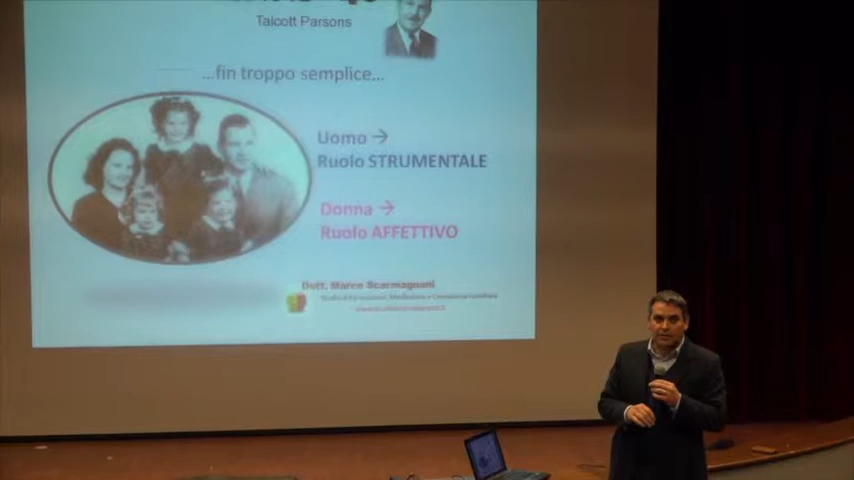 Talcott Parsons
...fin troppo semplice...
Uomo →
Ruolo STRUMENTALE
Donna →
Ruolo AFFETTIVO
Dott. Marco Scarmagnani